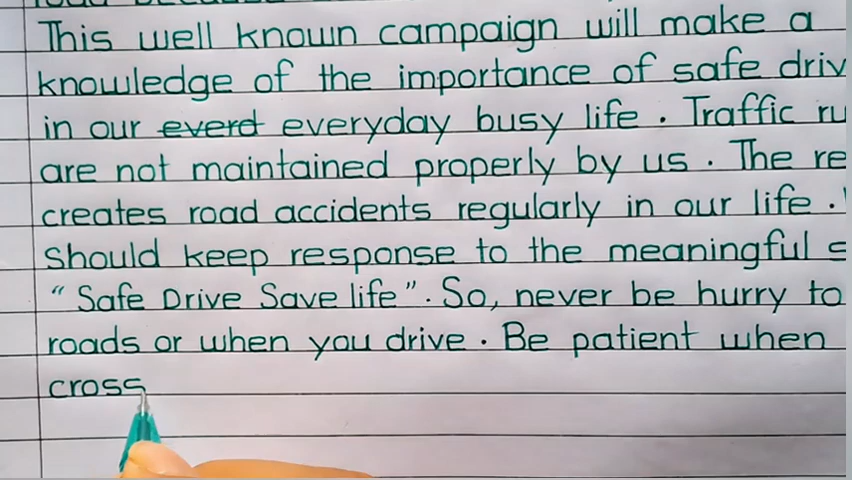 This well known campaign will make a
knowledge of the importance of safe driv
in our everd everyday busy life . Traffic ru
are not maintained properly by us . The re
creates road accidents regularly in our life .
should keep response to the meaningful s
“ Safe Drive Save life ”. So, never be hurry to
roads or when you drive . Be patient when
cross